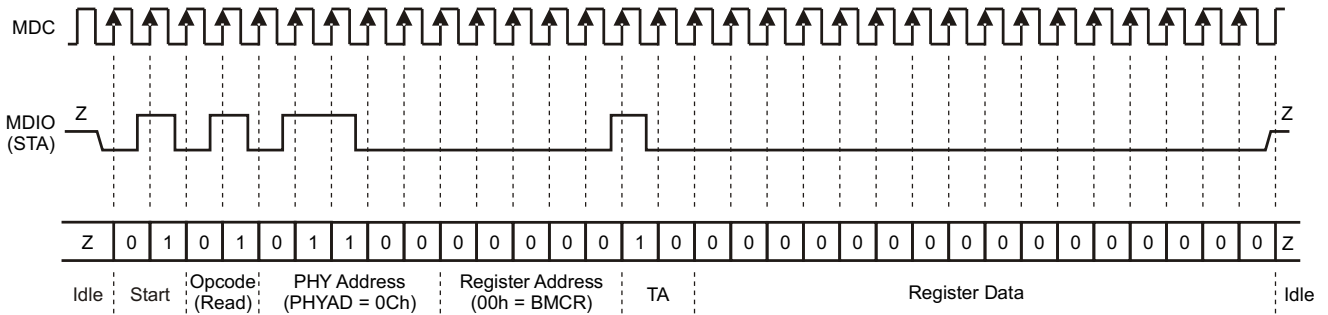 MDC
MDIO
(STA)
Z
Z
Z 0 1 0 1 0 1 1 0 0 0 0 0 0 0 1 0 0 0 0 0 0 0 0 0 0 0 0 0 0 0 0 0 Z
Idle
Start
Opcode
(Read)
PHY Address
(PHYAD = 0Ch)
Register Address
(00h = BMCR)
TA
Register Data
Idle